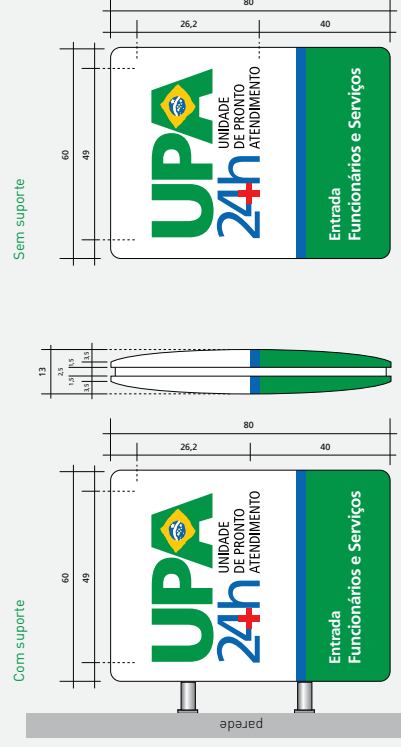 Sem suporte
60
49
80
26,2
40
UPA
24h
UNIDADE
DE PRONTO
ATENDIMENTO
Entrada
Funcionários e Serviços
13
2,5
1,5
1,5
3,5
3,5
Com suporte
60
49
80
26,2
40
UPA
24h
UNIDADE
DE PRONTO
ATENDIMENTO
Entrada
Funcionários e Serviços
parede